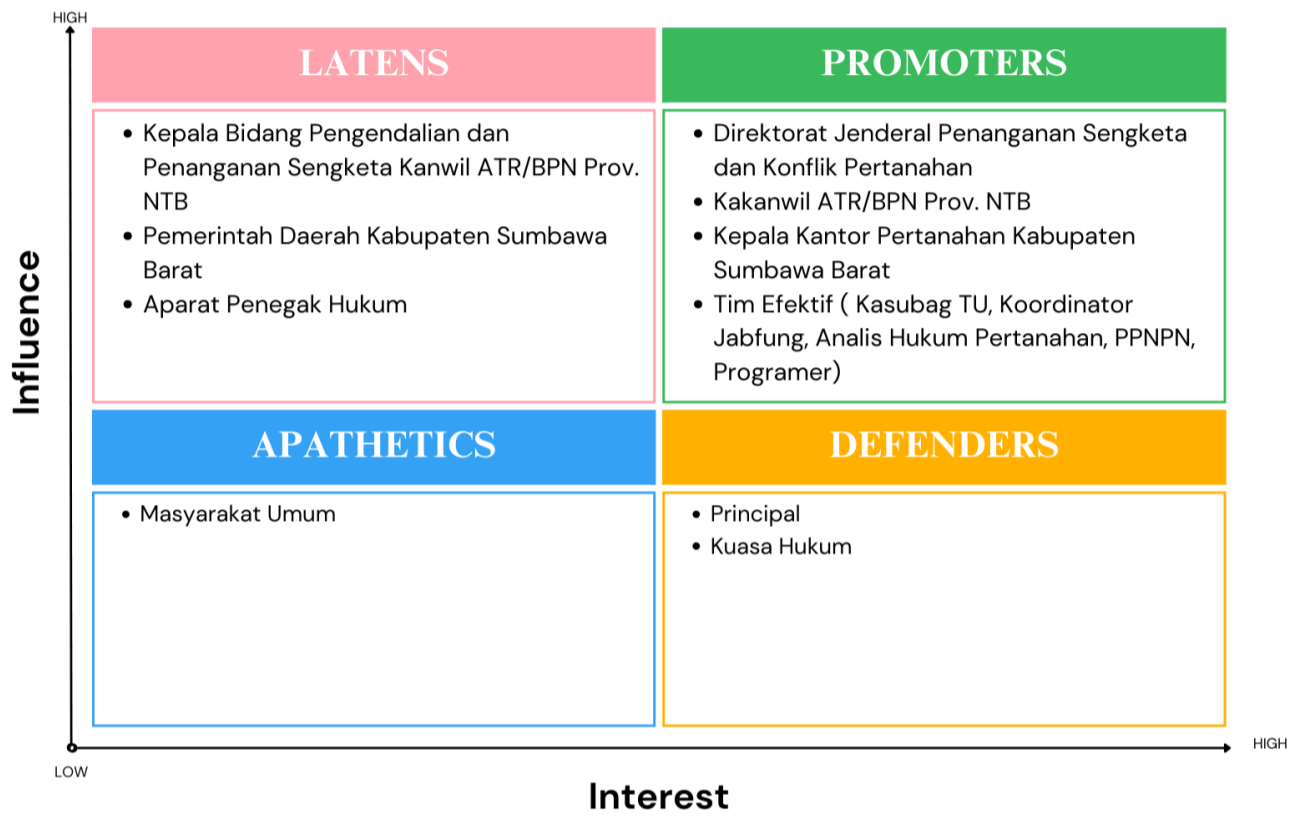 HIGH
LATENS
• Kepala Bidang Pengendalian dan
Penanganan Sengketa Kanwil ATR/BPN Prov.
NTB
• Pemerintah Daerah Kabupaten Sumbawa
Barat
• Aparat Penegak Hukum
PROMOTERS
• Direktorat Jenderal Penanganan Sengketa
dan Konflik Pertanahan
• Kakanwil ATR/BPN Prov. NTB
• Kepala Kantor Pertanahan Kabupaten
Sumbawa Barat
• Tim Efektif ( Kasubag TU, Koordinator
Jabfung, Analis Hukum Pertanahan, PPNPN,
Programer)
Influence
APATHETICS
• Masyarakat Umum
DEFENDERS
• Principal
• Kuasa Hukum
HIGH
LOW
Interest